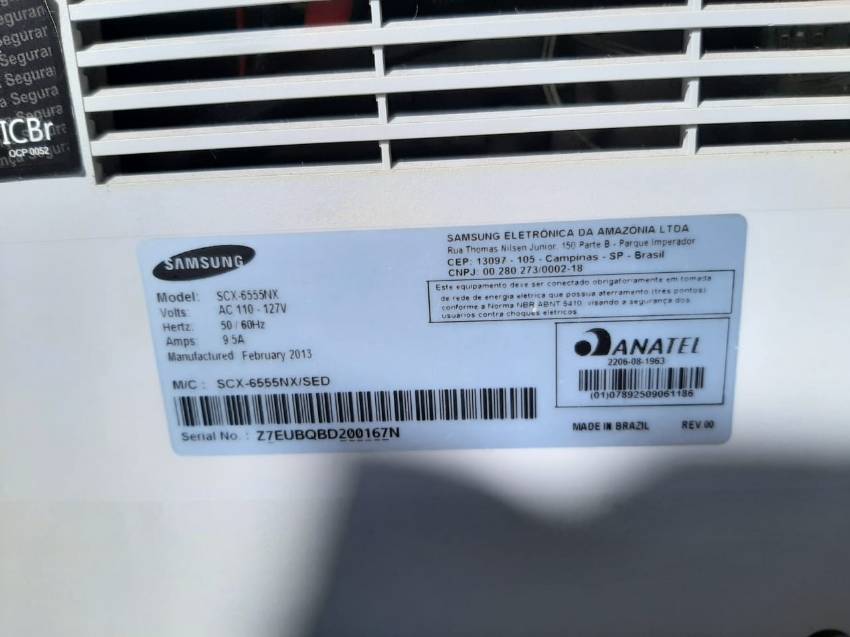 Seguran
Segurar
Segura
Segura
a Segura
ICBr
OCP 0052
SAMSUNG
Model: SCX-6555NX
Volts: AC 110 - 127V
Hertz: 50 / 60Hz
Amps: 9.5A
Manufactured February 2013
M/C : SCX-6555NX/SED
Serial No. : Z7EUBQBD200167N
SAMSUNG ELETRÔNICA DA AMAZÔNIA LTDA
Rua Thomas Nilsen Junior, 150 Parte B - Parque Imperador
CEP: 13097 - 105 - Campinas - SP - Brasil
CNPJ: 00.280.273/0002-18
Este equipamento deve ser conectado obrigatoriamente em tomada
de rede de energia elétrica que possua aterramento (três pontos)
conforme a Norma NBR ABNT 5410, visando a segurança dos
usuários contra choques elétricos.
ANATEL
2206-08-1963
(01)07892509061186
MADE IN BRAZIL REV.00